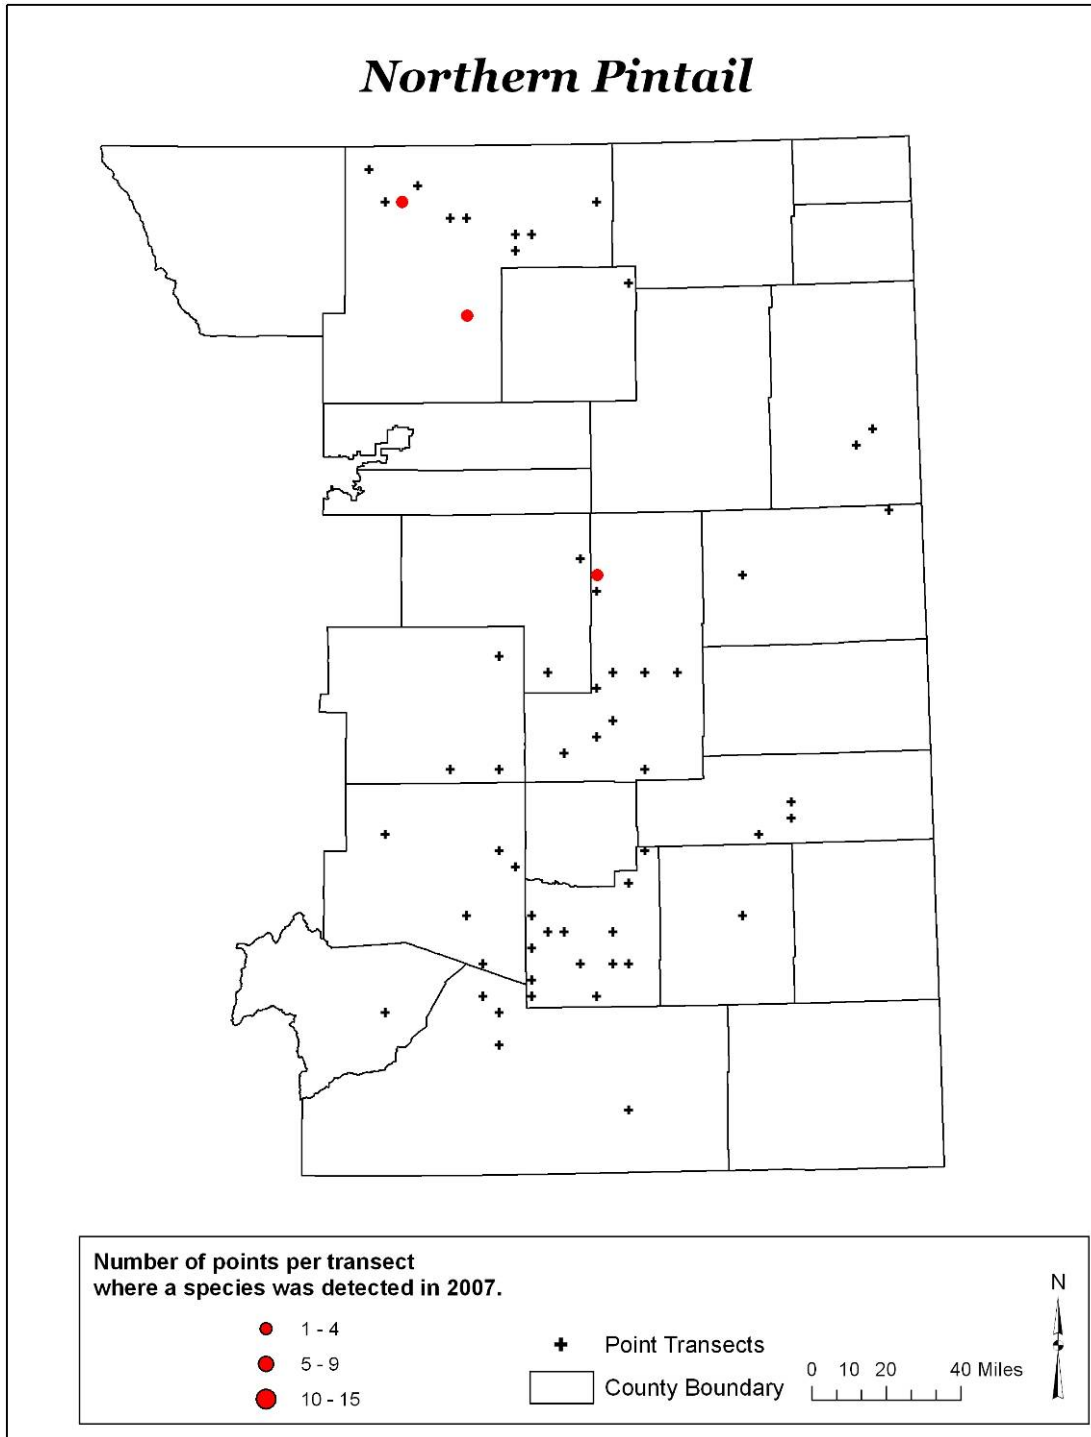 Northern Pintail
Number of points per transect
where a species was detected in 2007.
1 - 4
5 - 9
10 - 15
Point Transects
County Boundary
N
0 10 20 40 Miles